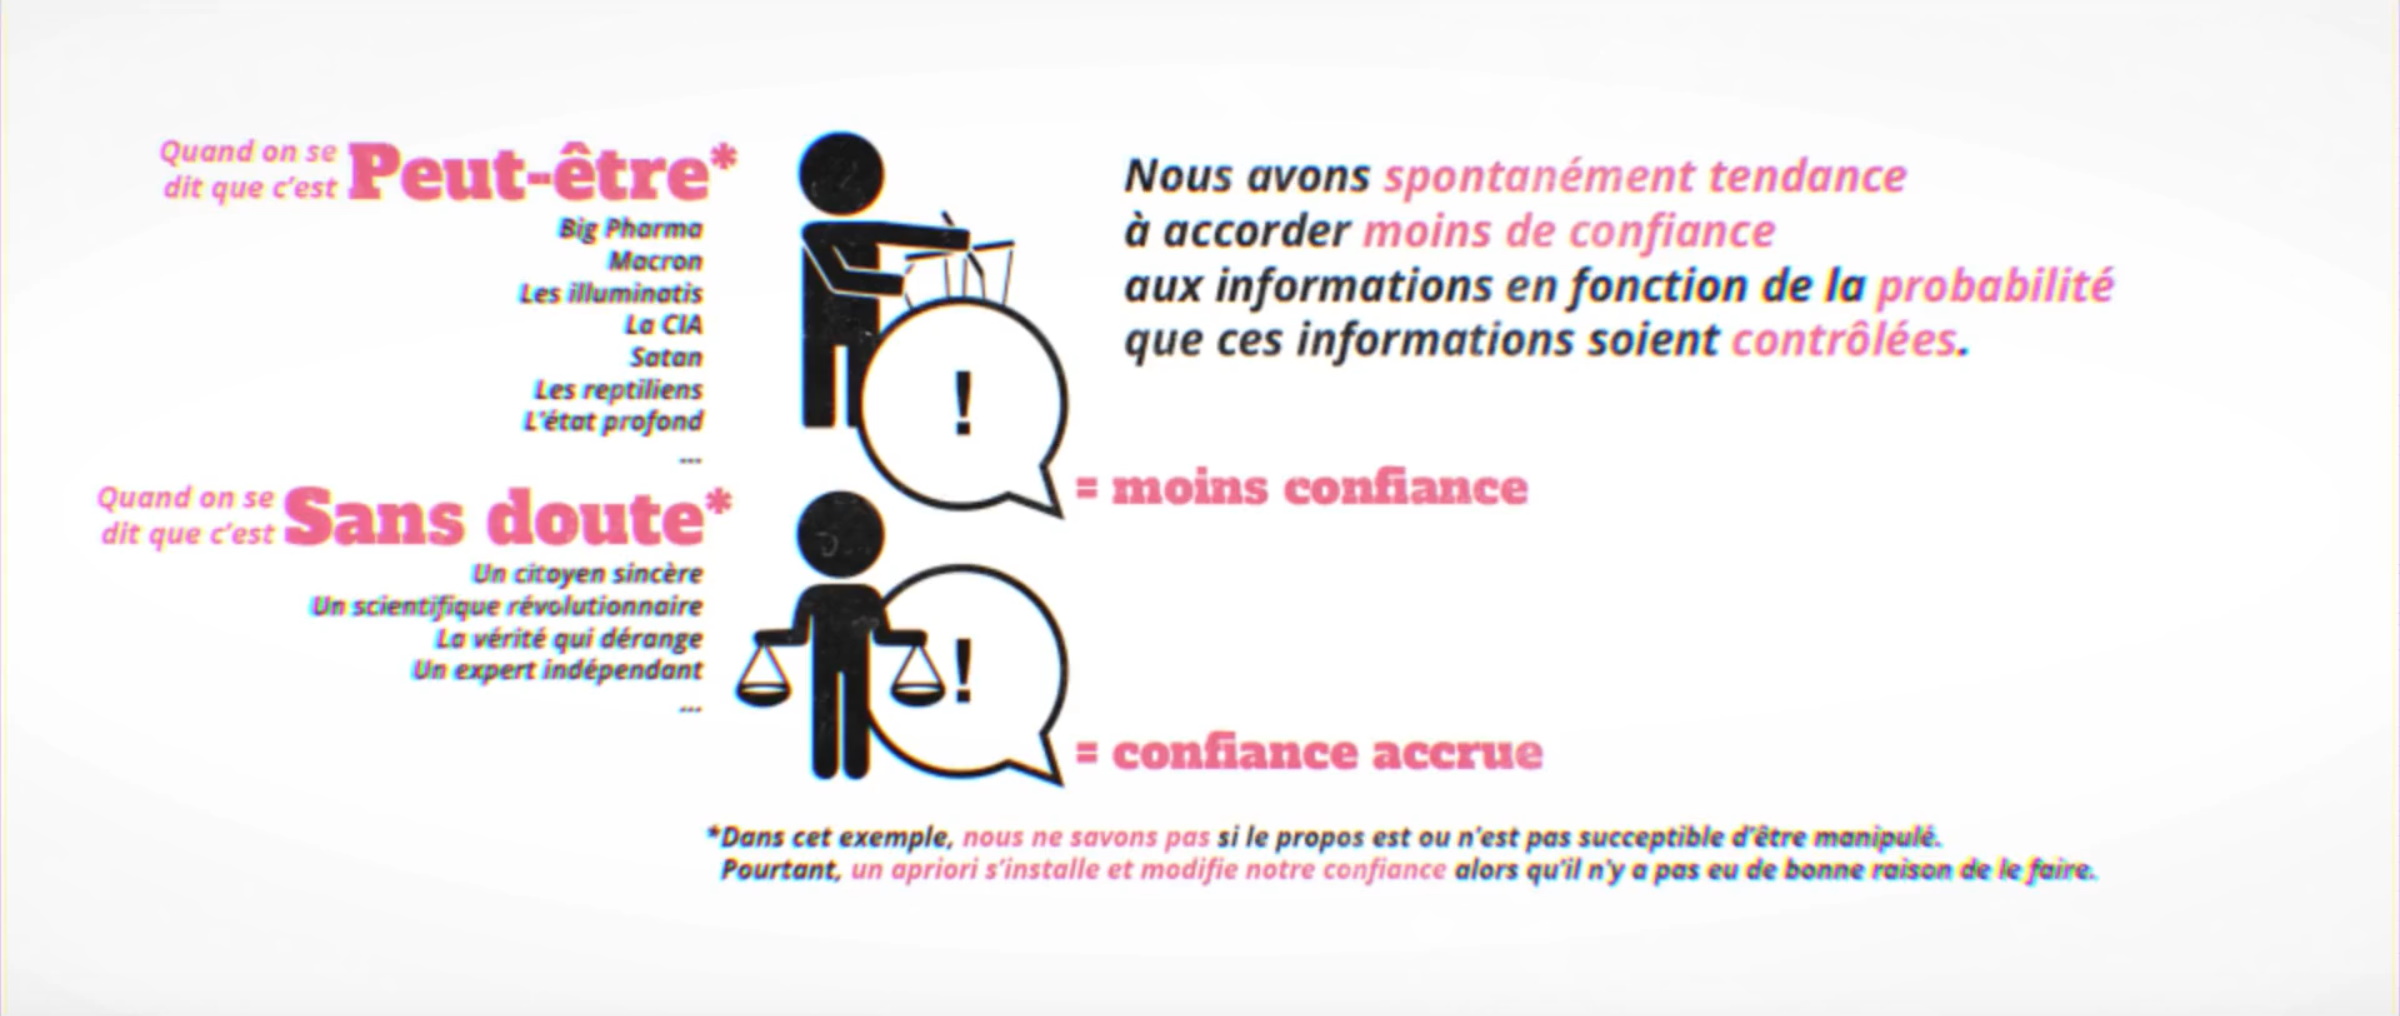 Quand on se
dit que c'est Peut-être*
Big Pharma
Macron
Les illuminatis
La CIA
Satan
Les reptiliens
L'état profond
...
Nous avons spontanément tendance
à accorder moins de confiance
aux informations en fonction de la probabilité
que ces informations soient contrôlées.
!
= moins confiance
Quand on se
dit que c'est Sans doute*
Un citoyen sincère
Un scientifique révolutionnaire
La vérité qui dérange
Un expert indépendant
...
!
= confiance accrue
*Dans cet exemple, nous ne savons pas si le propos est ou n'est pas succeptible d'être manipulé.
Pourtant, un apriori s'installe et modifie notre confiance alors qu'il n'y a pas eu de bonne raison de le faire.